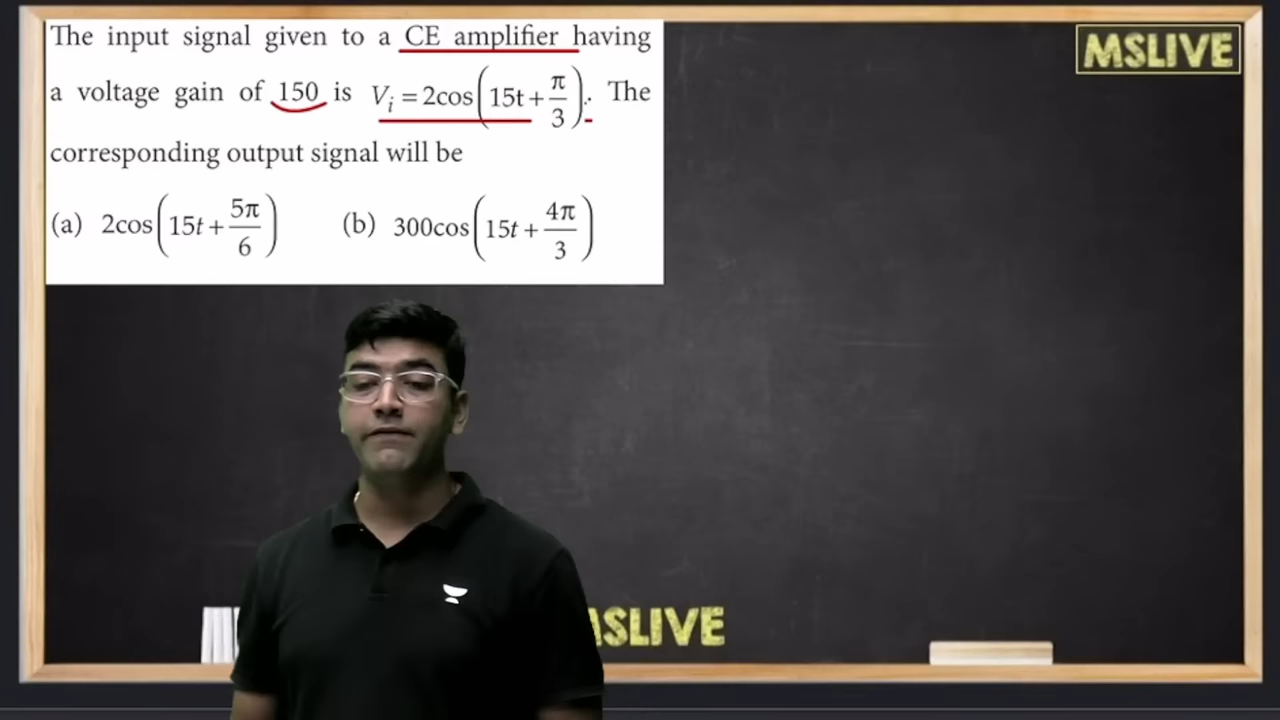 MSLIVE
The input signal given to a CE amplifier having
a voltage gain of 150 is V_i = 2cos(15t + π/3). The
corresponding output signal will be
(a) 2cos(15t + 5π/6) (b) 300cos(15t + 4π/3)
MSLIVE